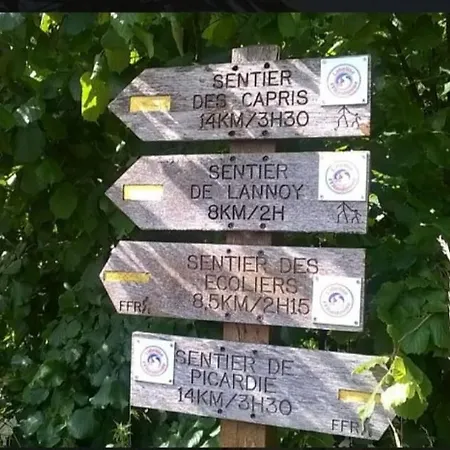 SENTIER
DES CAPRIS
14KM/3H30
SENTIER
DE LANNOY
8KM/2H
SENTIER DES
ECOLIERS
8.5KM/2H15
FFR
SENTIER DE
PICARDIE
14KM/3H30
FFR